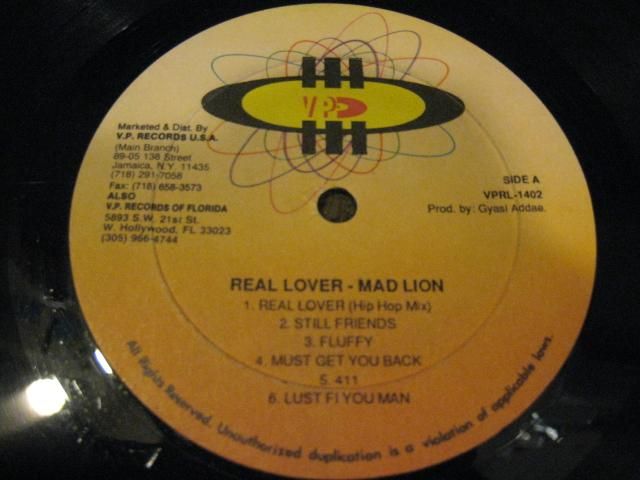 VP
Marketed & Dist. By
V.P. RECORDS U.S.A.
(Main Branch)
89-05 138 Street
Jamaica, N.Y. 11435
(718) 291-7058
Fax: (718) 658-3573
ALSO
V.P. RECORDS OF FLORIDA
5893 S.W. 21st St.
W. Hollywood, FL 33023
(305) 966-4744
SIDE A
VPRL-1402
Prod. by: Gyasi Addae.
REAL LOVER - MAD LION
1. REAL LOVER (Hip Hop Mix)
2. STILL FRIENDS
3. FLUFFY
4. MUST GET YOU BACK
5. 411
6. LUST FI YOU MAN
All Rights Reserved. Unauthorized duplication is a violation of applicable laws.